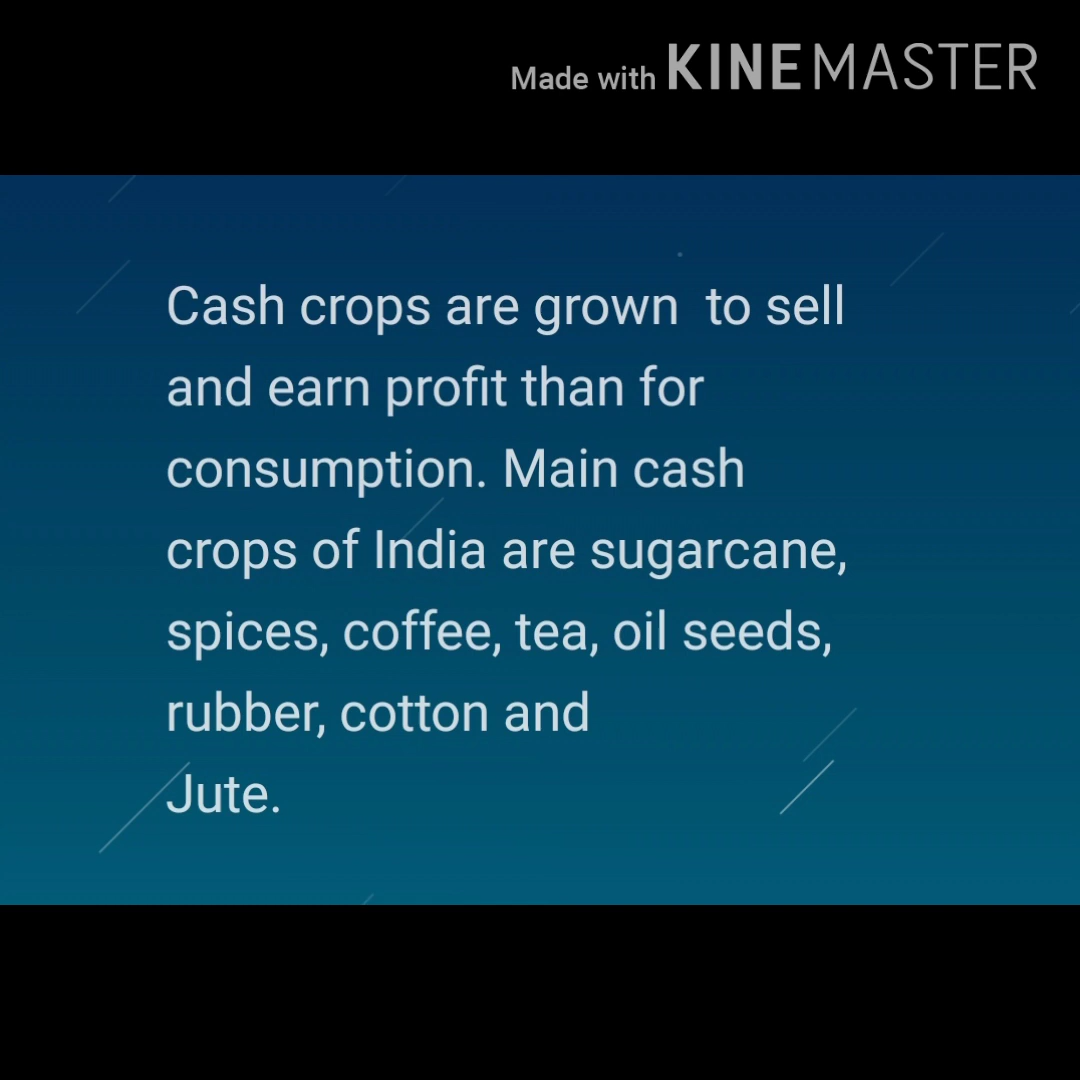 Made with KINEMASTER
Cash crops are grown  to sell
and earn profit than for
consumption. Main cash
crops of India are sugarcane,
spices, coffee, tea, oil seeds,
rubber, cotton and
Jute.